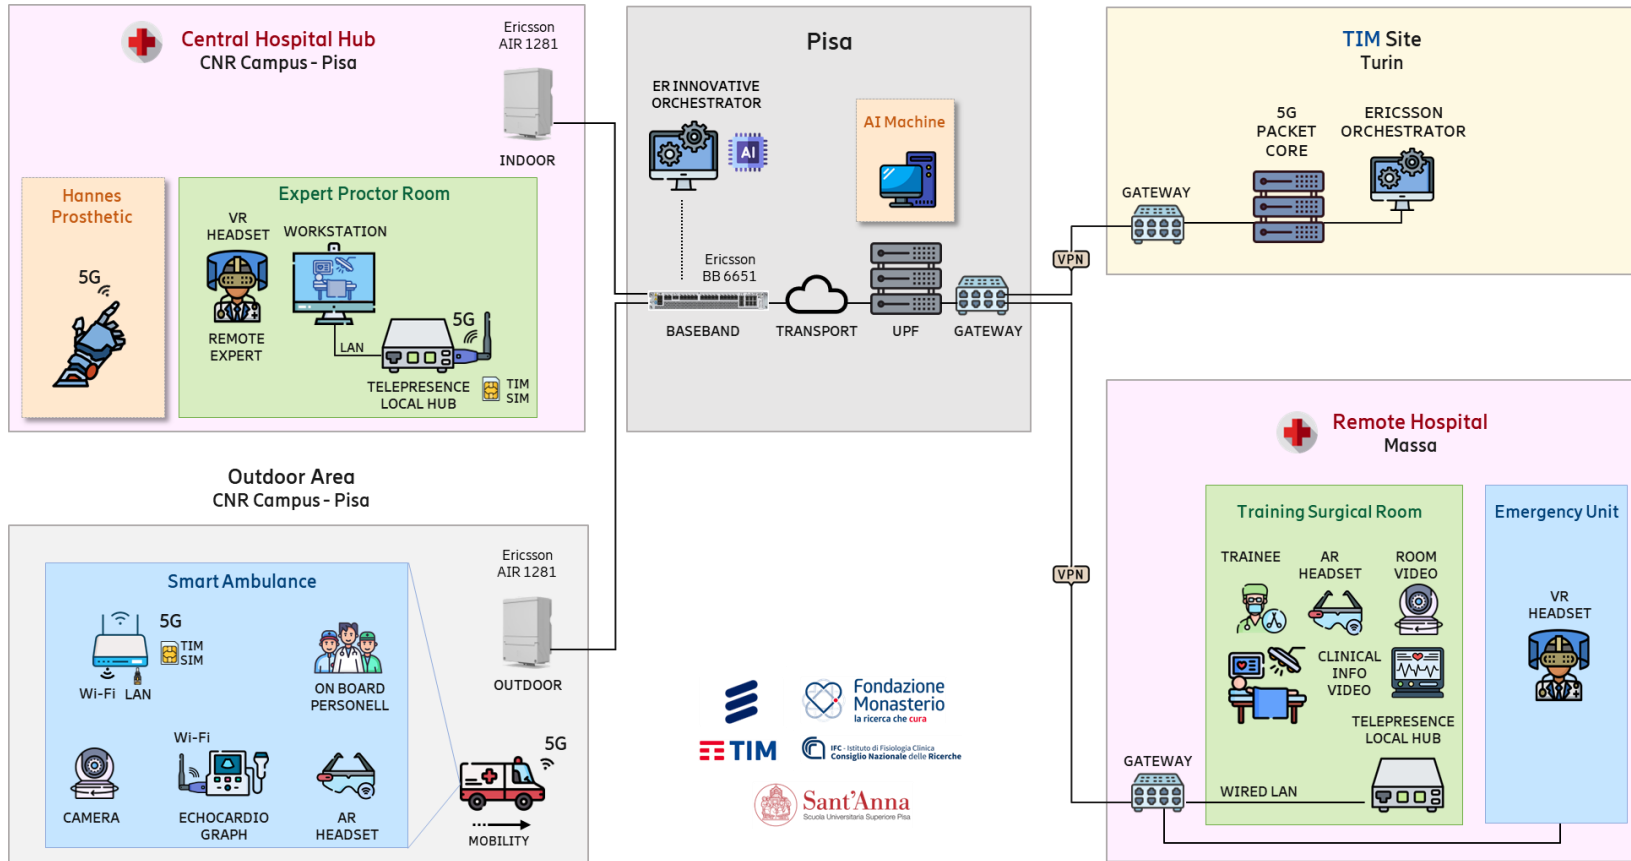 Central Hospital Hub
CNR Campus - Pisa
Ericsson
AIR 1281
INDOOR
Hannes
Prosthetic
5G
Expert Proctor Room
VR
HEADSET
WORKSTATION
REMOTE
EXPERT
LAN
5G
TELEPRESENCE
LOCAL HUB
TIM
SIM
Pisa
ER INNOVATIVE
ORCHESTRATOR
AI
AI Machine
Ericsson
BB 6651
BASEBAND
TRANSPORT
UPF
GATEWAY
VPN
VPN
TIM Site
Turin
GATEWAY
5G
PACKET
CORE
ERICSSON
ORCHESTRATOR
Outdoor Area
CNR Campus - Pisa
Smart Ambulance
5G
TIM
SIM
Wi-Fi
LAN
ON BOARD
PERSONELL
CAMERA
Wi-Fi
ECHOCARDIO
GRAPH
AR
HEADSET
Ericsson
AIR 1281
OUTDOOR
5G
MOBILITY
Fondazione
Monasterio
la ricerca che cura
TIM
IFC - Istituto di Fisiologia Clinica
Consiglio Nazionale delle Ricerche
Sant'Anna
Scuola Universitaria Superiore Pisa
Remote Hospital
Massa
Training Surgical Room
TRAINEE
AR
HEADSET
ROOM
VIDEO
CLINICAL
INFO
VIDEO
TELEPRESENCE
LOCAL HUB
GATEWAY
WIRED LAN
Emergency Unit
VR
HEADSET